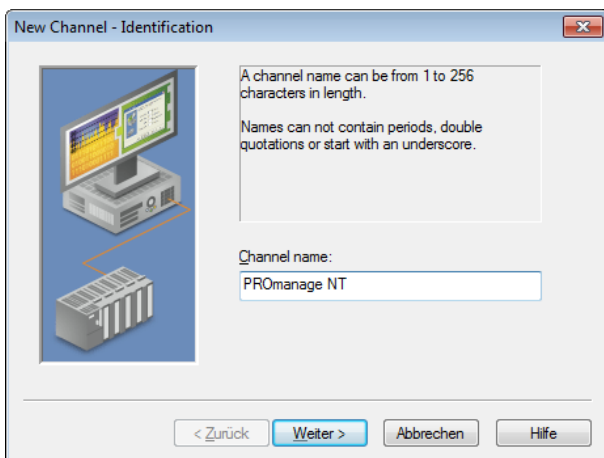 New Channel - Identification
A channel name can be from 1 to 256
characters in length.
Names can not contain periods, double
quotations or start with an underscore.
Channel name:
PROmanage NT
< Zurück
Weiter >
Abbrechen
Hilfe